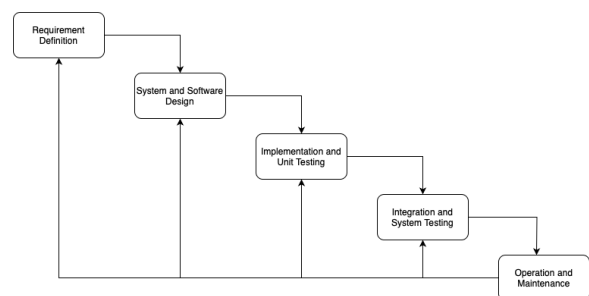 Requirement
Definition
System and Software
Design
Implementation and
Unit Testing
Integration and
System Testing
Operation and
Maintenance